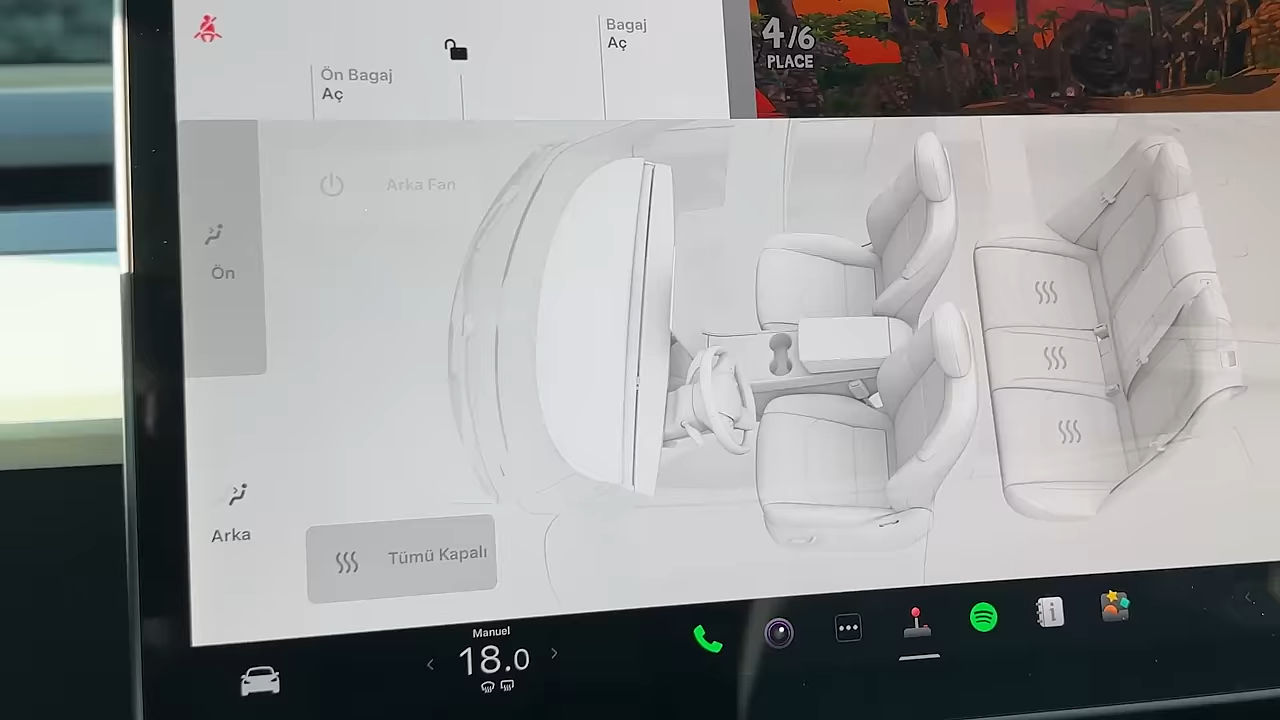 Ön Bagaj
Aç
Bagaj
Aç
4/6
PLACE
Arka Fan
Ön
Arka
Tümü Kapalı
Manuel
18.0